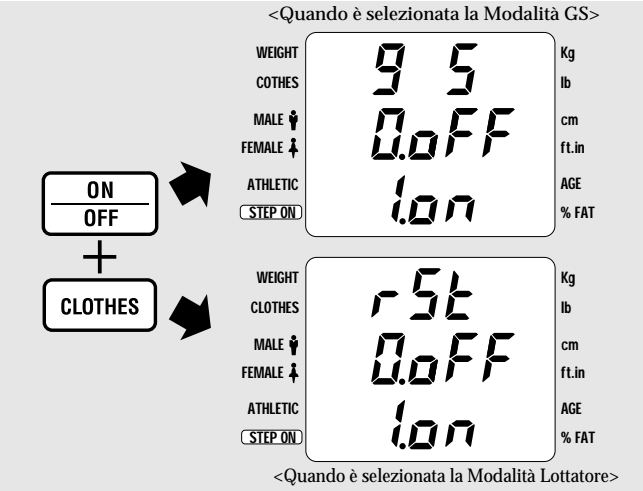 <Quando è selezionata la Modalità GS>
WEIGHT
COTHES
MALE
FEMALE
ATHLETIC
STEP ON
g S
0.oFF
1.on
Kg
lb
cm
ft.in
AGE
% FAT
ON
OFF
+
CLOTHES
WEIGHT
CLOTHES
MALE
FEMALE
ATHLETIC
STEP ON
rSt
0.oFF
1.on
Kg
lb
cm
ft.in
AGE
% FAT
<Quando è selezionata la Modalità Lottatore>